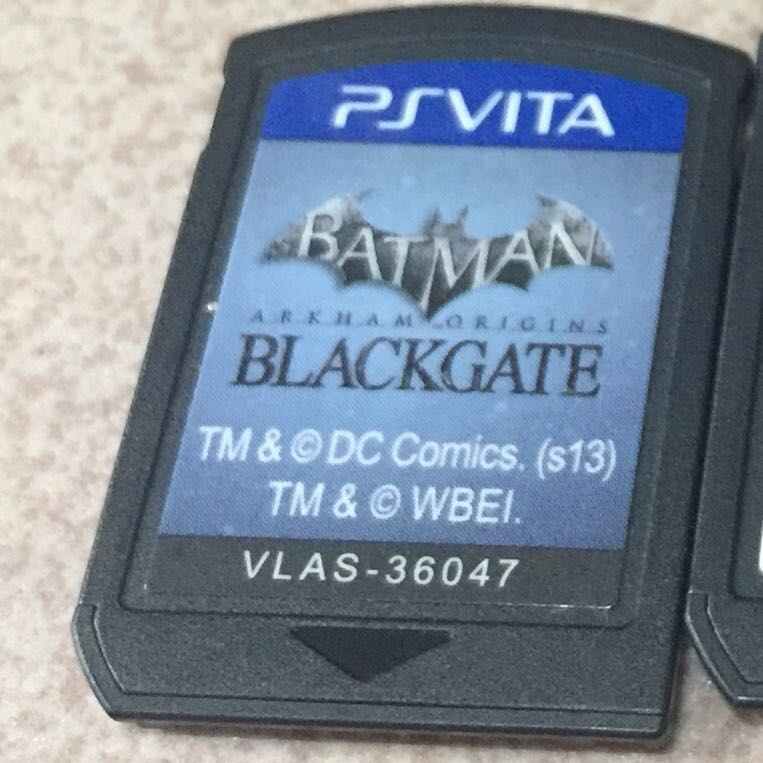 PSVITA
BATMAN
ARKHAM ORIGINS
BLACKGATE
TM & © DC Comics. (s13)
TM & © WBEI.
VLAS-36047